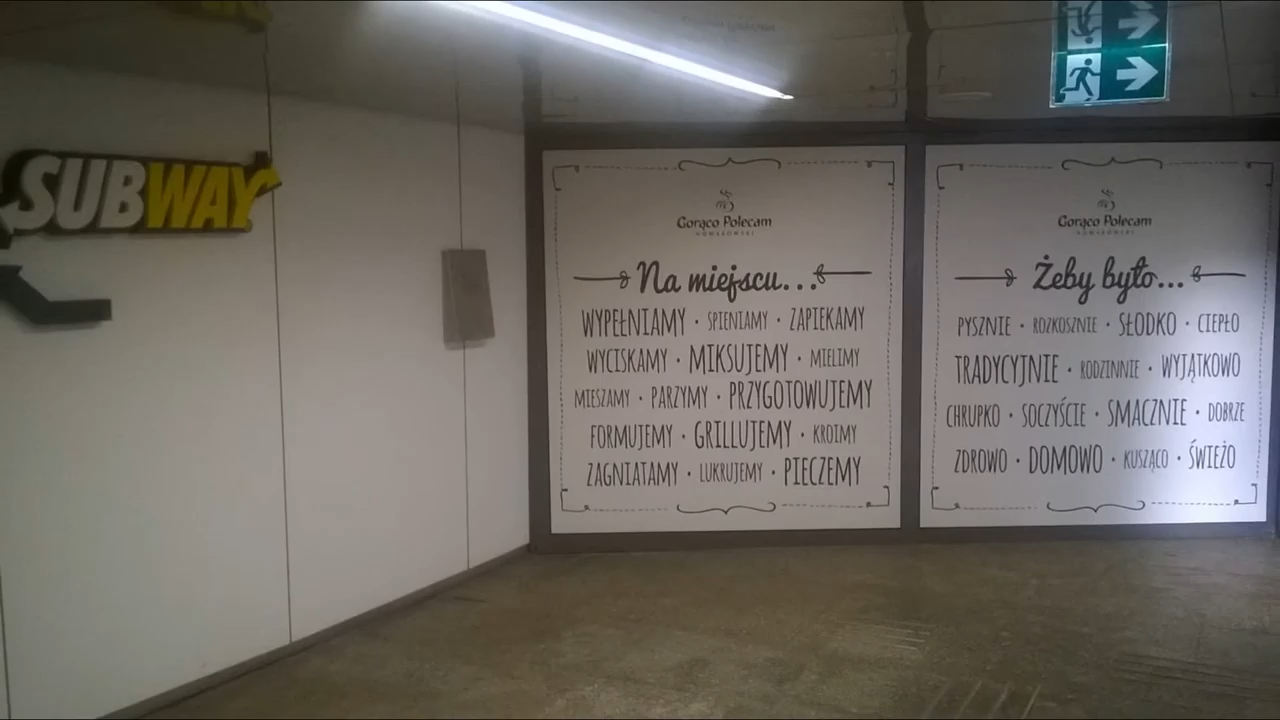 SUBWAY
Gorąco Polecam
NOWAKOWSKI
Na miejscu...
WYPEŁNIAMY · SPIENIAMY · ZAPIEKAMY
WYCISKAMY · MIKSUJEMY · MIELIMY
MIESZAMY · PARZYMY · PRZYGOTOWUJEMY
FORMUJEMY · GRILLUJEMY · KROIMY
ZAGNIATAMY · LUKRUJEMY · PIECZEMY
Gorąco Polecam
NOWAKOWSKI
Żeby było...
PYSZNIE · ROZKOSZNIE · SŁODKO · CIEPŁO
TRADYCYJNIE · RODZINNIE · WYJĄTKOWO
CHRUPKO · SOCZYŚCIE · SMACZNIE · DOBRZE
ZDROWO · DOMOWO · KUSZĄCO · ŚWIEŻO